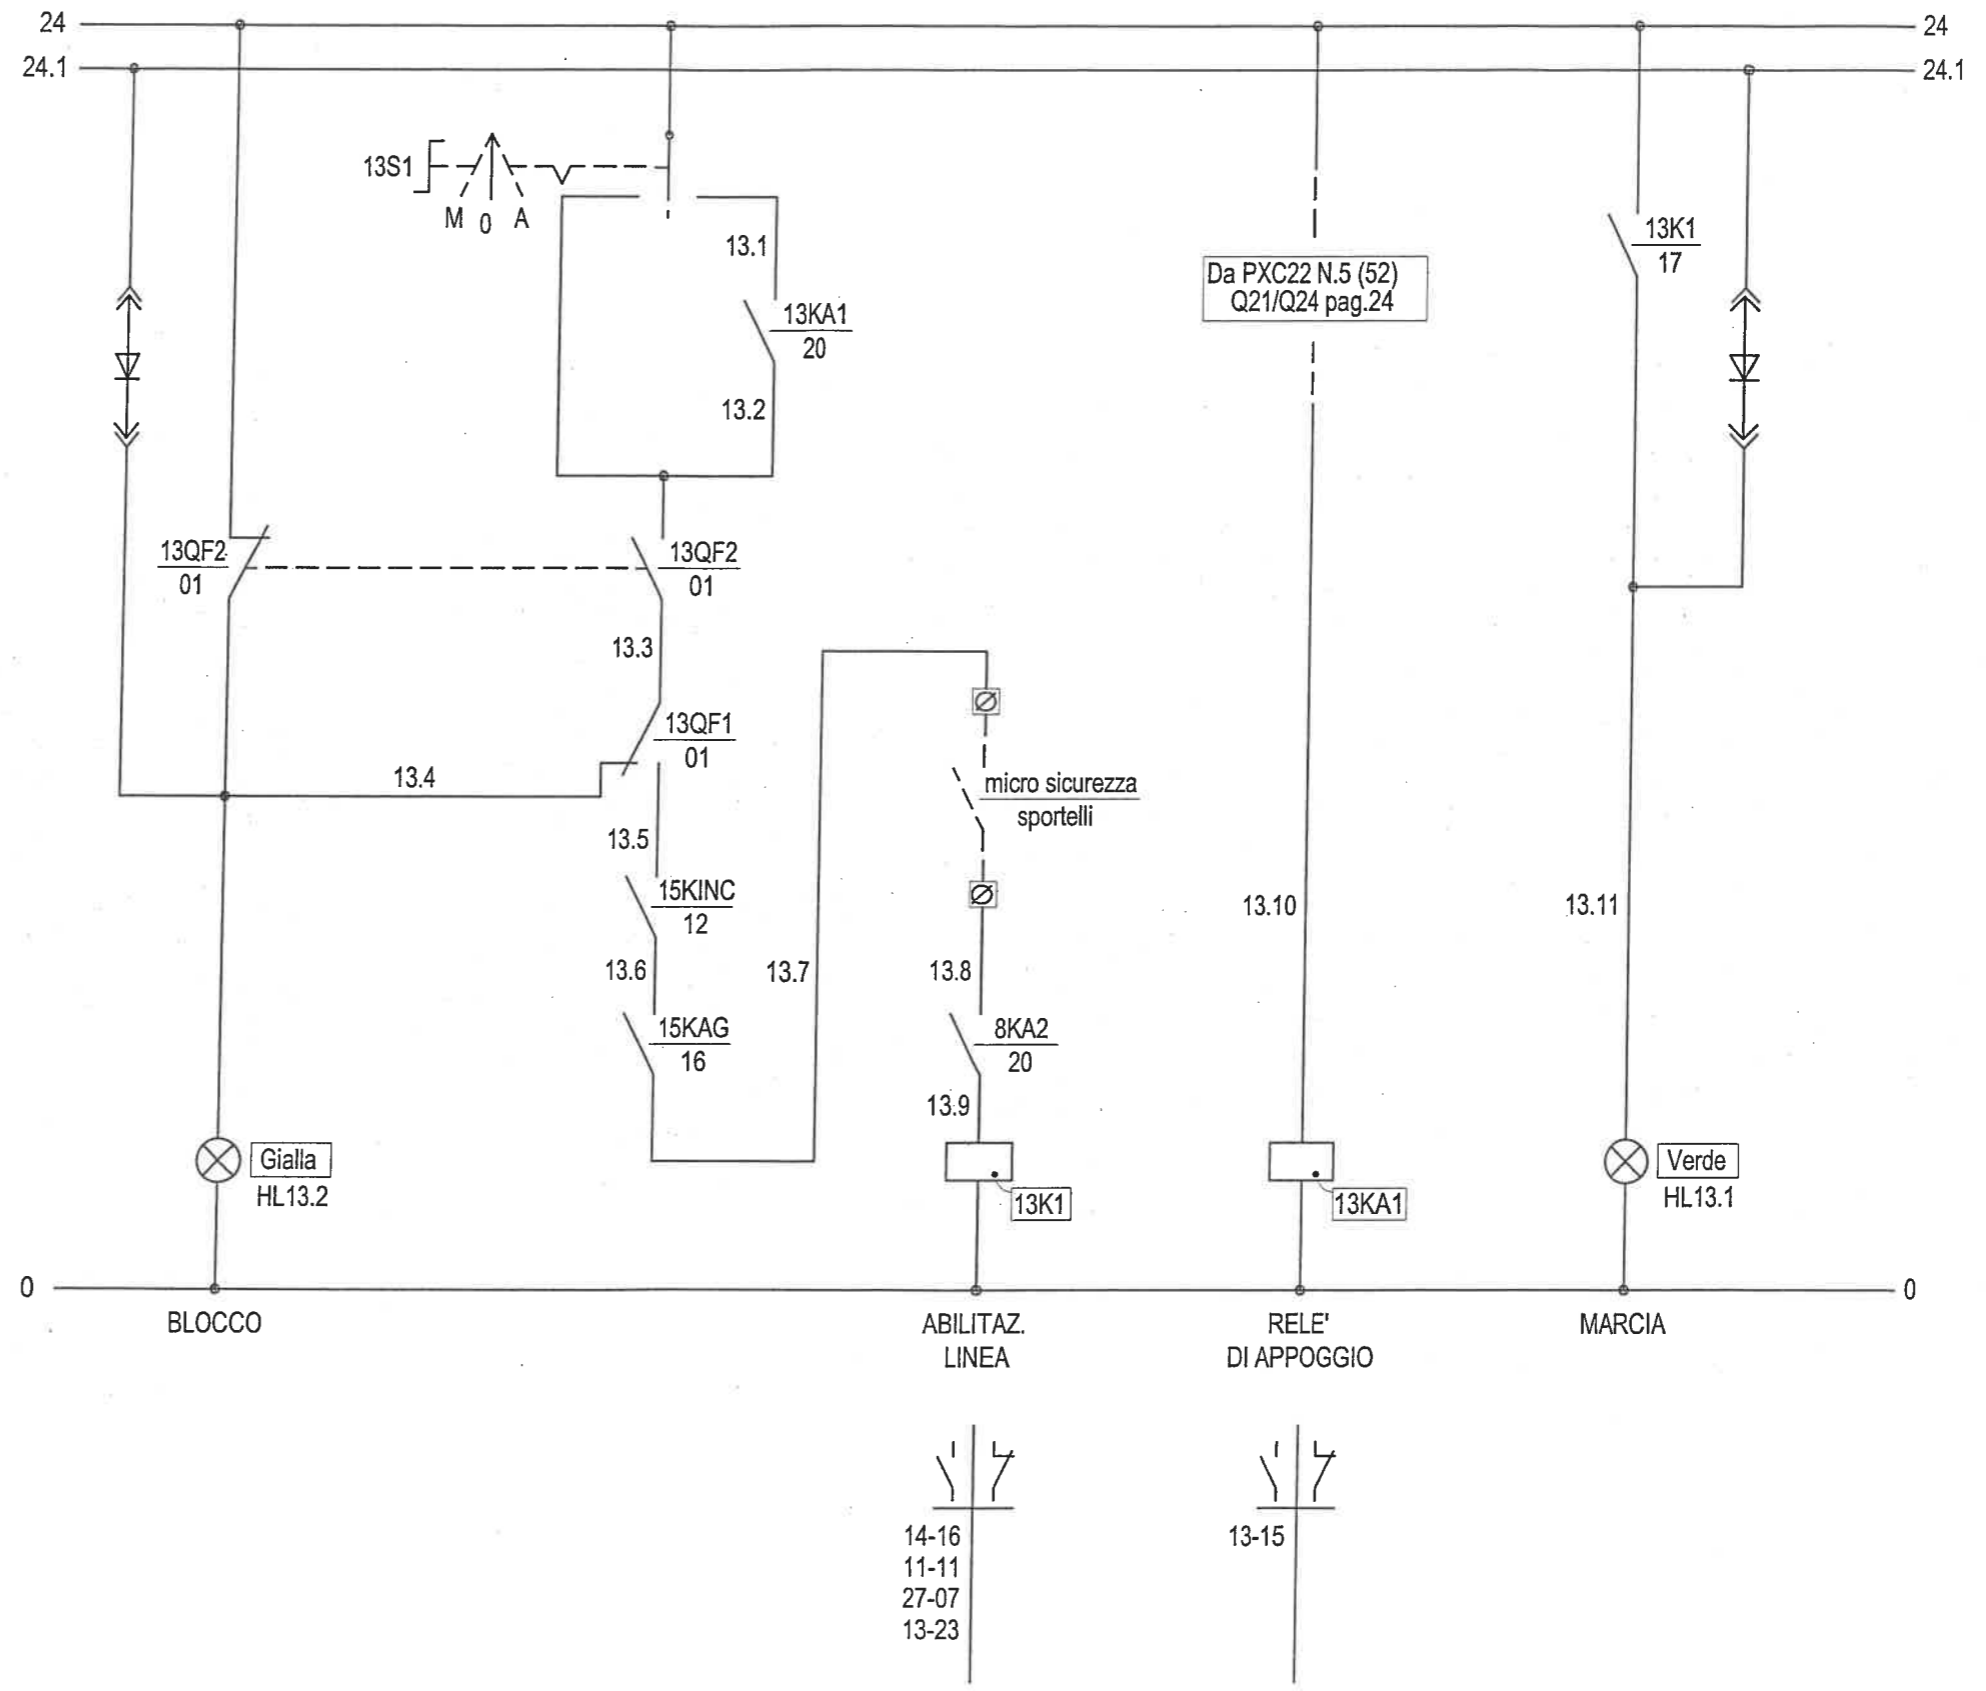 24
24
24.1
24.1
13S1
M 0 A
13.1
13K1
17
Da PXC22 N.5 (52)
Q21/Q24 pag.24
13KA1
20
13.2
13QF2
01
13QF2
01
13.3
13QF1
01
13.4
micro sicurezza
sportelli
13.5
15KINC
12
13.6
13.7
13.8
13.10
13.11
15KAG
16
8KA2
20
13.9
Gialla
HL13.2
13K1
13KA1
Verde
HL13.1
0
0
BLOCCO
ABILITAZ.
LINEA
RELE'
DI APPOGGIO
MARCIA
14-16
11-11
27-07
13-23
13-15